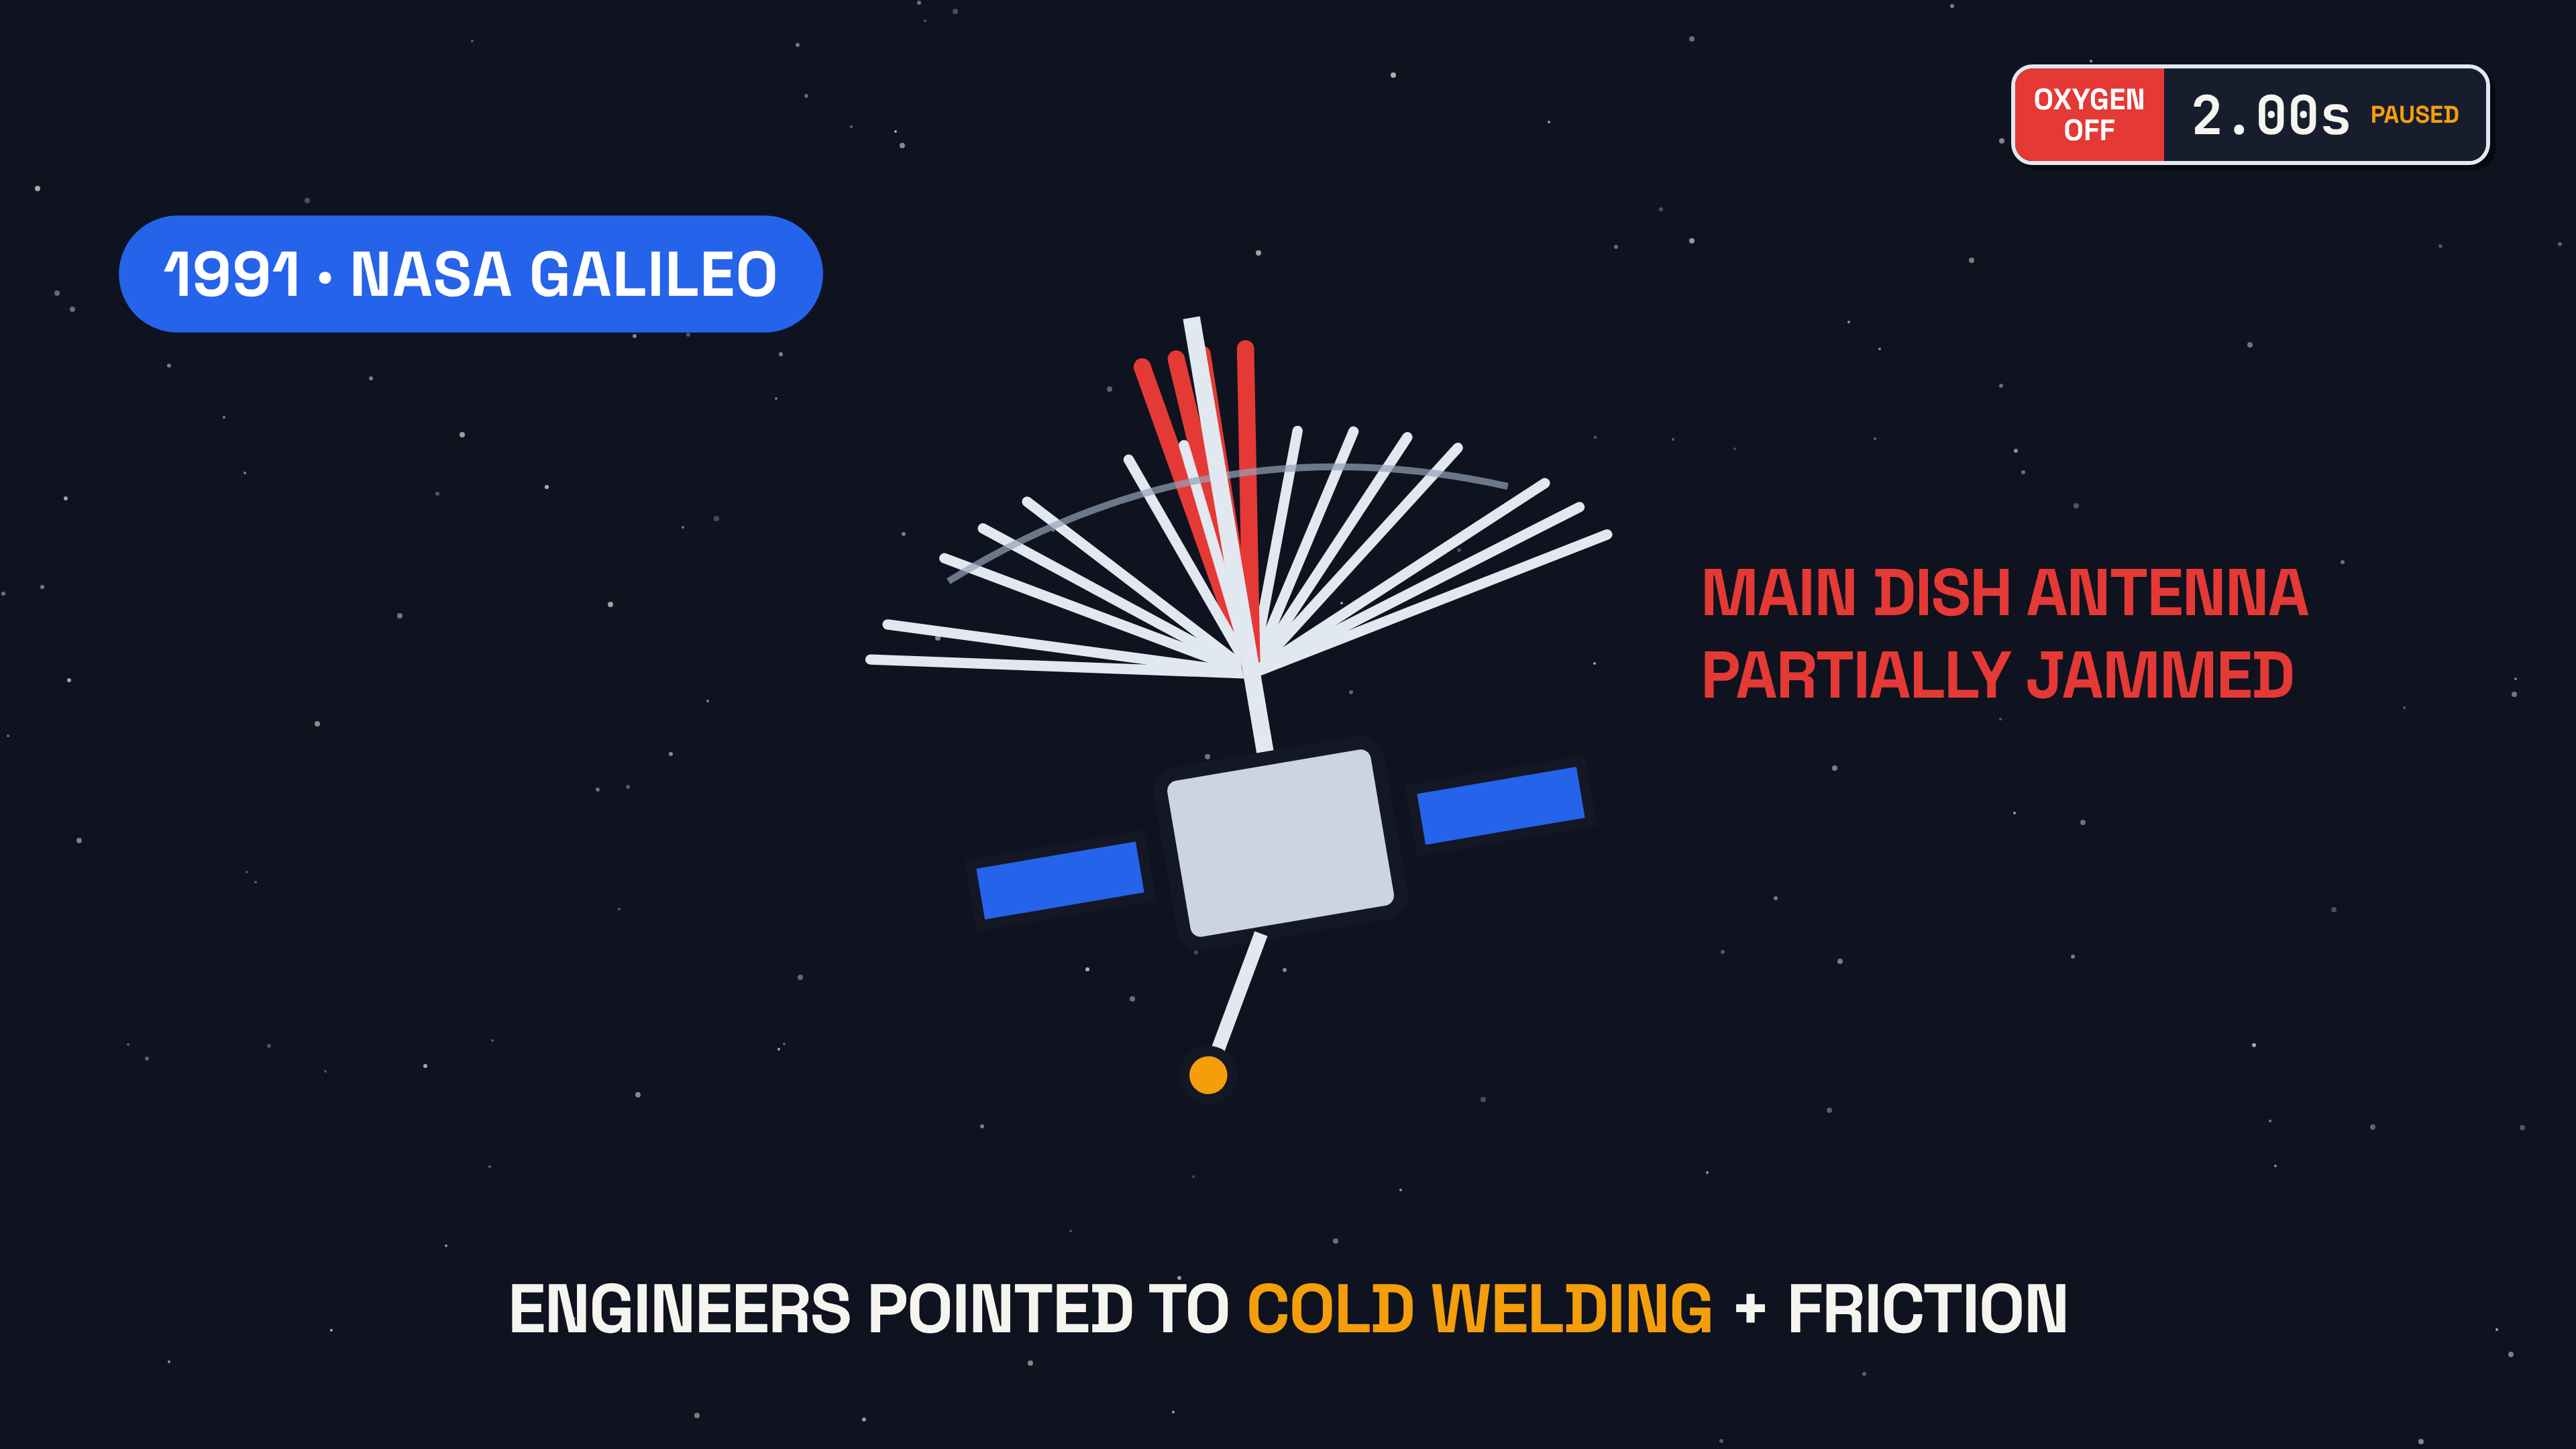 OXYGEN
OFF
2.00s PAUSED
1991 · NASA GALILEO
MAIN DISH ANTENNA
PARTIALLY JAMMED
ENGINEERS POINTED TO COLD WELDING + FRICTION